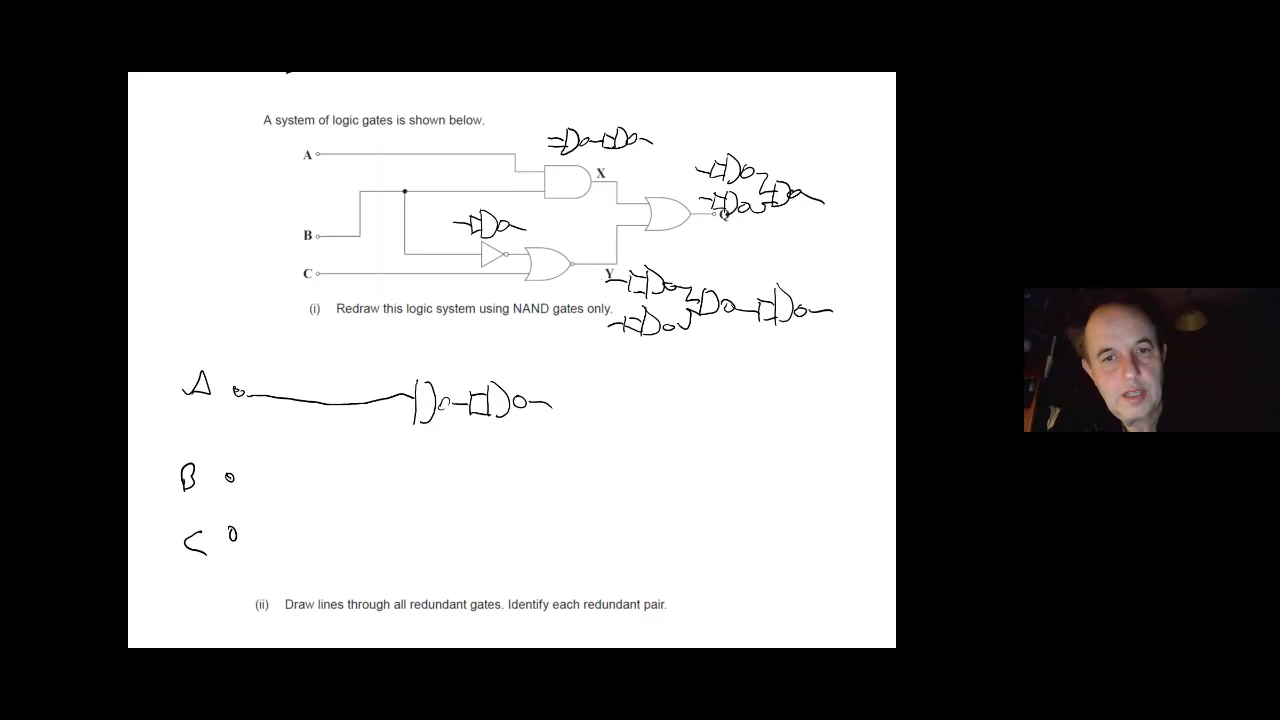 A system of logic gates is shown below.
A
X
B
Q
C
Y
(i) Redraw this logic system using NAND gates only.
A
B
C
(ii) Draw lines through all redundant gates. Identify each redundant pair.